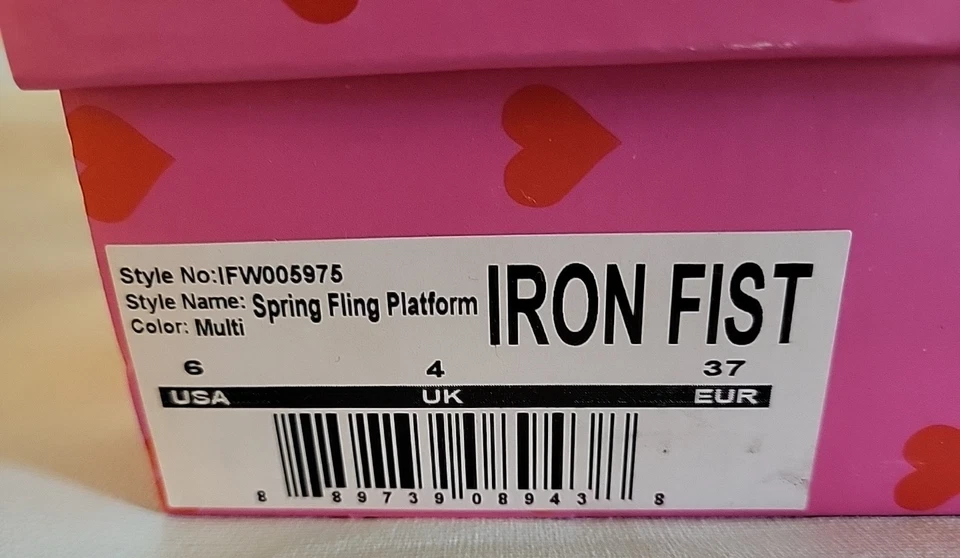 Style No:IFW005975
Style Name: Spring Fling Platform
Color: Multi
IRON FIST
6 4 37
USA UK EUR
8 89739 08943 8